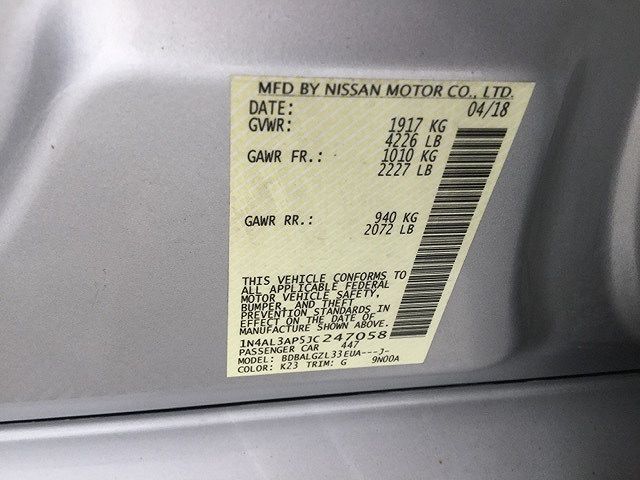 MFD BY NISSAN MOTOR CO., LTD.
DATE: 04/18
GVWR: 1917 KG
4226 LB
GAWR FR.: 1010 KG
2227 LB
GAWR RR.: 940 KG
2072 LB
THIS VEHICLE CONFORMS TO
ALL APPLICABLE FEDERAL
MOTOR VEHICLE SAFETY,
BUMPER, AND THEFT
PREVENTION STANDARDS IN
EFFECT ON THE DATE OF
MANUFACTURE SHOWN ABOVE.
1N4AL3AP5JC247058
PASSENGER CAR 447
MODEL: BDBALGZL33EUA---J-
COLOR: K23 TRIM: G 9N00A